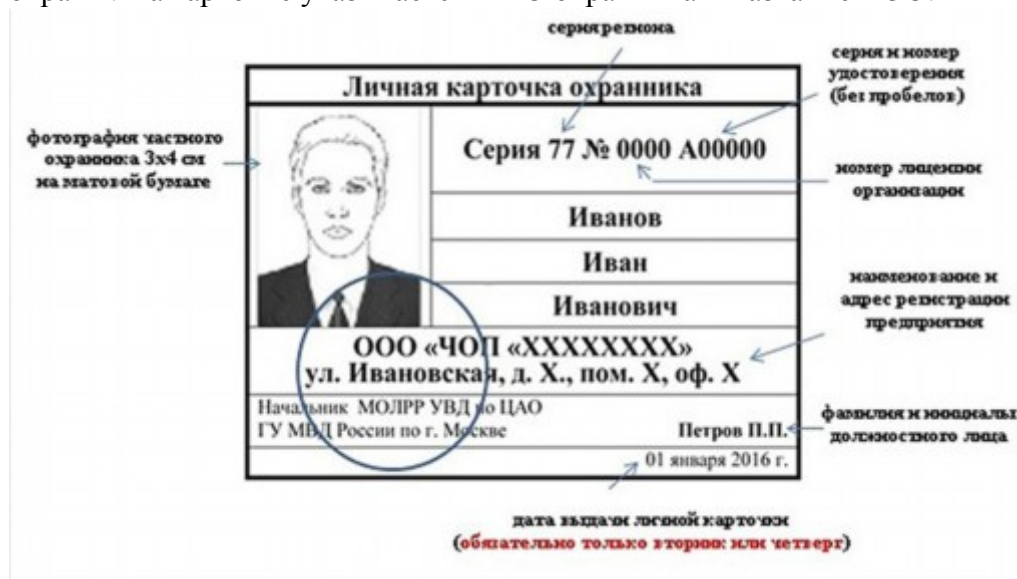 серия региона
серия и номер
удостоверения
(без пробелов)
Личная карточка охранника
фотография частного
охранника 3х4 см
на матовой бумаге
Серия 77 № 0000 А00000
номер лицензии
организации
Иванов
Иван
Иванович
наименование и
адрес регистрации
предприятия
ООО «ЧОП «ХХХХХХХХ»
ул. Ивановская, д. Х., пом. Х, оф. Х
Начальник МОЛРР УВД по ЦАО
ГУ МВД России по г. Москве
Петров П.П.
фамилия и инициалы
должностного лица
01 января 2016 г.
дата выдачи личной карточки
(обязательно только вторник или четверг)